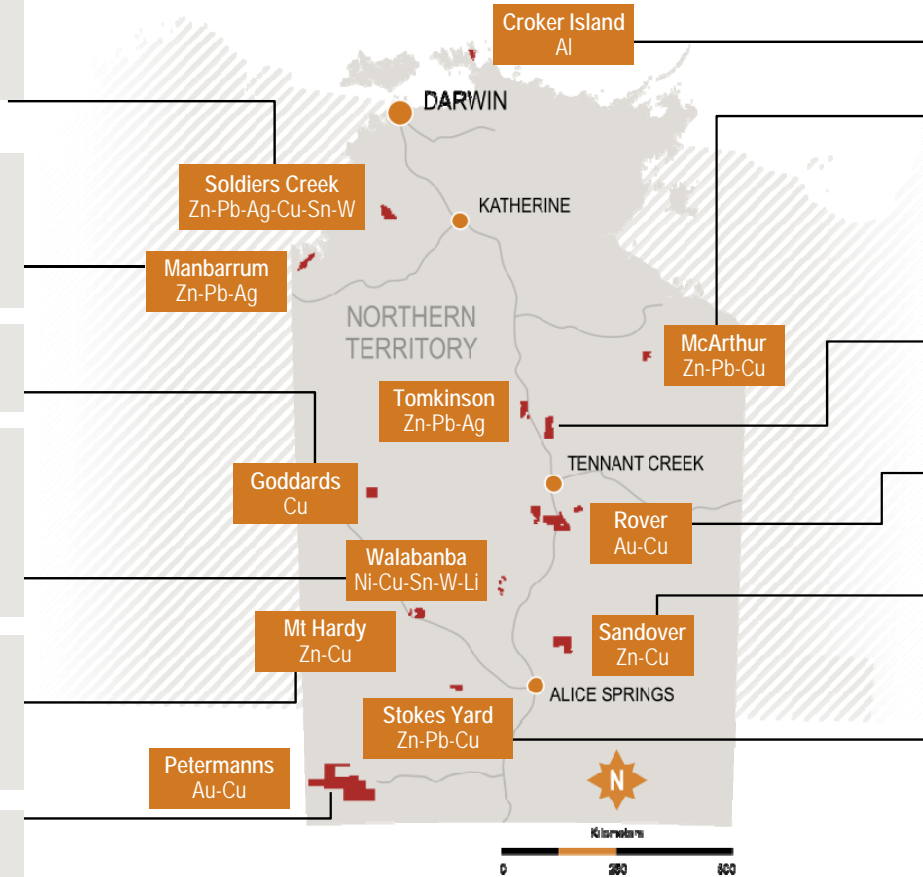 Croker Island
Al
DARWIN
Soldiers Creek
Zn-Pb-Ag-Cu-Sn-W
KATHERINE
Manbarrum
Zn-Pb-Ag
NORTHERN
TERRITORY
McArthur
Zn-Pb-Cu
Tomkinson
Zn-Pb-Ag
TENNANT CREEK
Goddards
Cu
Rover
Au-Cu
Walabanba
Ni-Cu-Sn-W-Li
Mt Hardy
Zn-Cu
Sandover
Zn-Cu
ALICE SPRINGS
Stokes Yard
Zn-Pb-Cu
Petermanns
Au-Cu
N
Kilometers
0 250 500